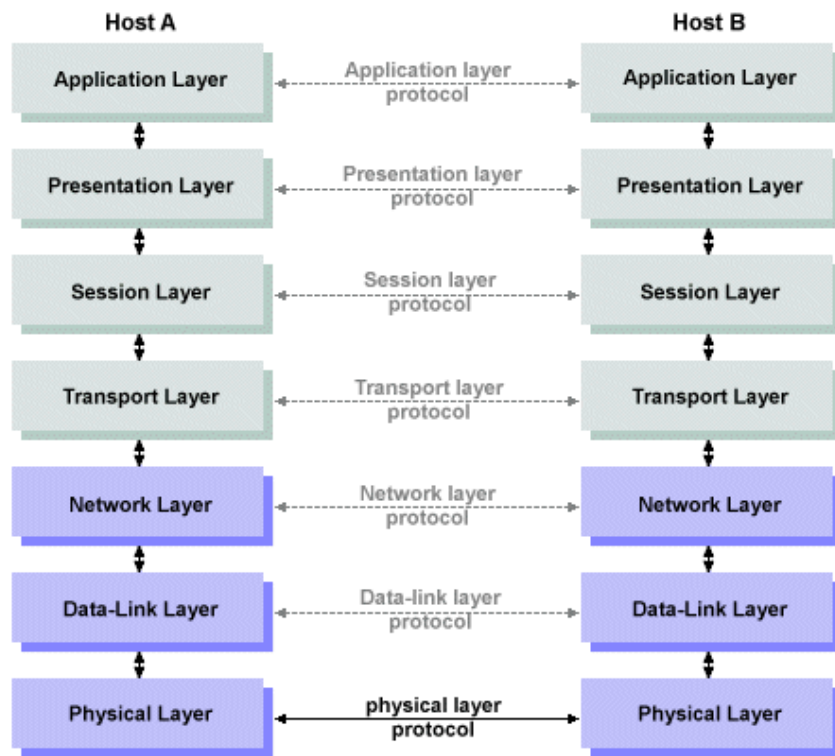 Host A
Host B
Application Layer
Application layer
protocol
Application Layer
Presentation Layer
Presentation layer
protocol
Presentation Layer
Session Layer
Session layer
protocol
Session Layer
Transport Layer
Transport layer
protocol
Transport Layer
Network Layer
Network layer
protocol
Network Layer
Data-Link Layer
Data-link layer
protocol
Data-Link Layer
Physical Layer
physical layer
protocol
Physical Layer